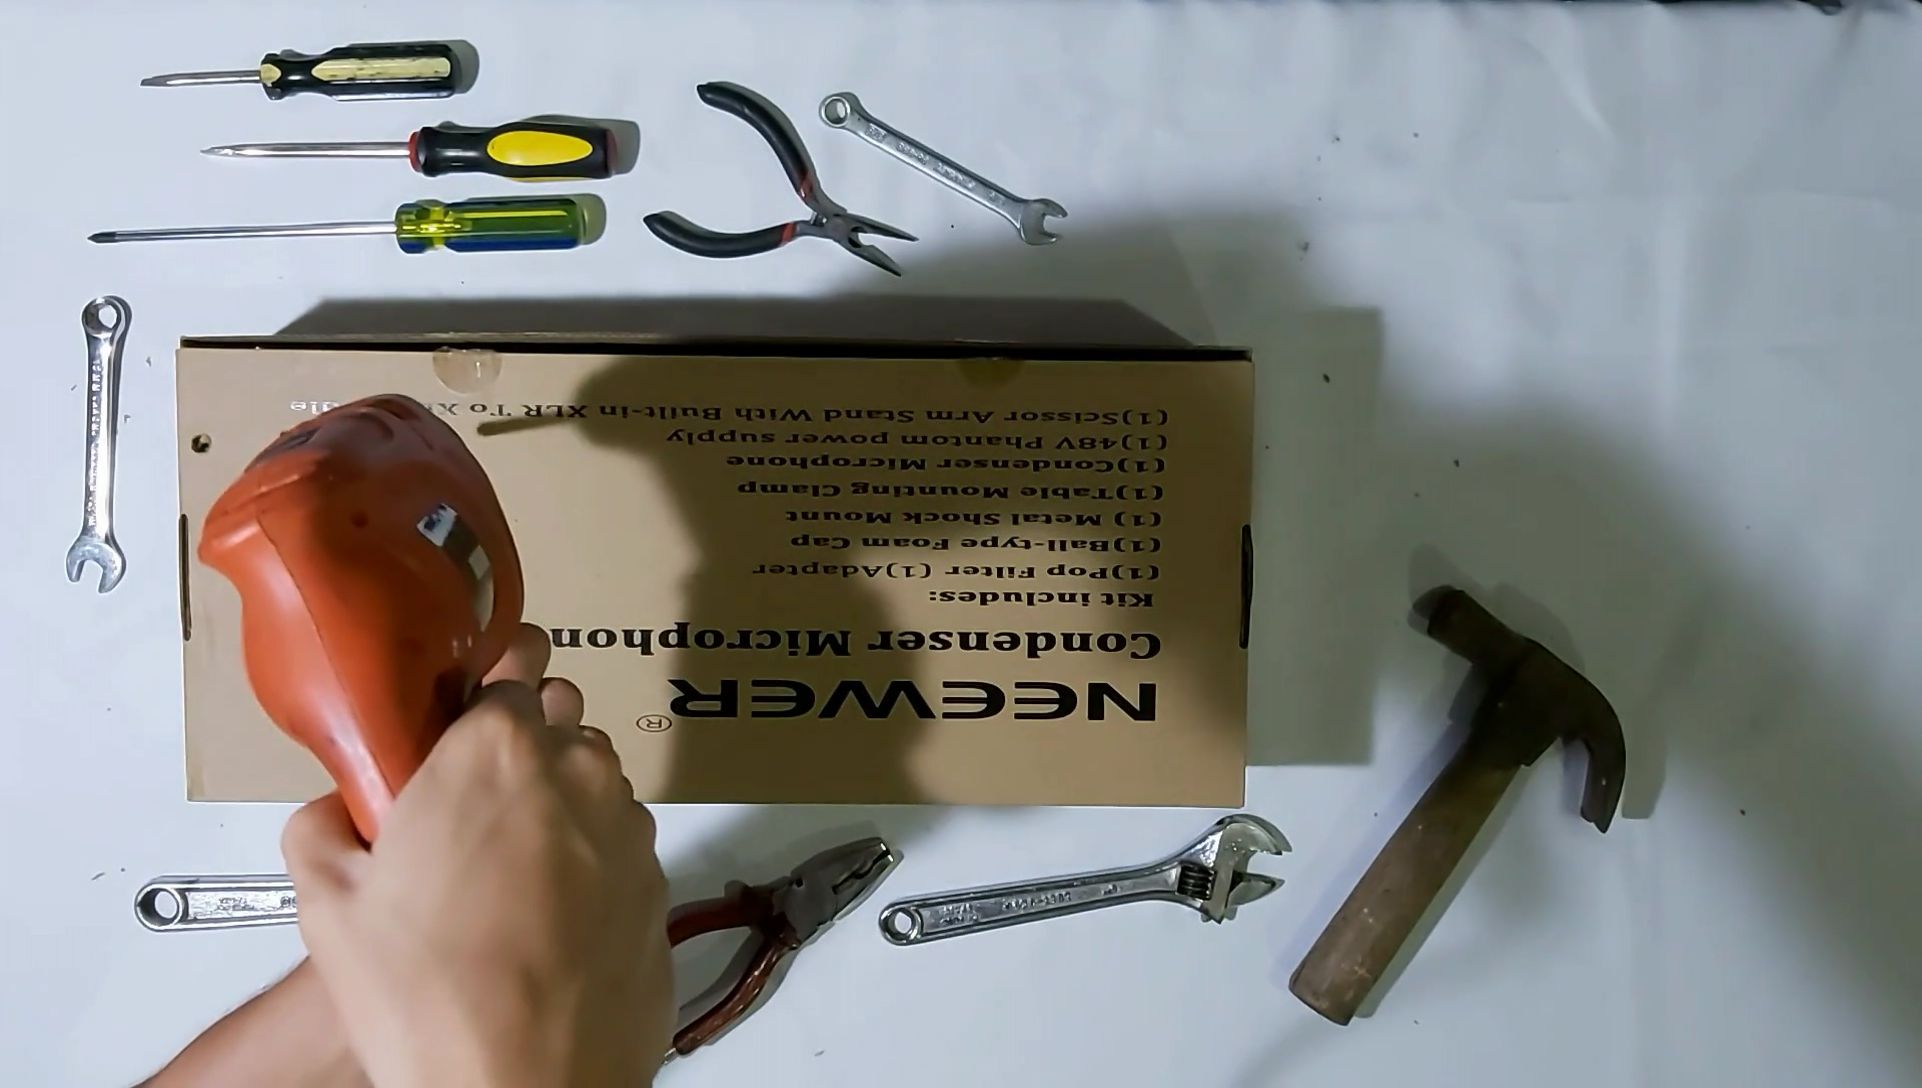 NEEWER®
Condenser Microphon
Kit includes:
(1)Pop Filter (1)Adapter
(1)Ball-type Foam Cap
(1) Metal Shock Mount
(1)Table Mounting Clamp
(1)Condenser Microphone
(1)48V Phantom power supply
(1)Scissor Arm Stand With Built-in XLR To